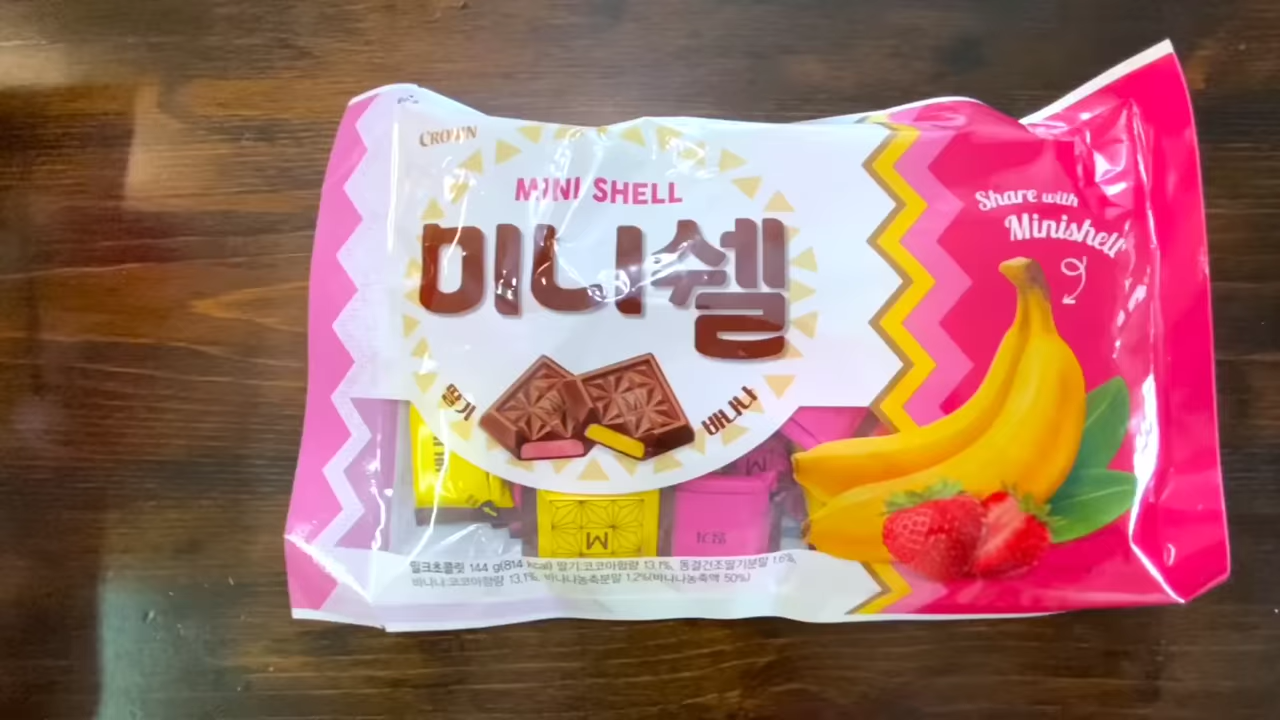 CROWN
MINI SHELL
미니쉘
딸기
바나나
Share with
Minishell
M
밀크초콜릿 144 g(814 kcal) 딸기:코코아함량 13.1%, 동결건조딸기분말 1.6%,
바나나:코코아함량 13.1%, 바나나농축분말 1.2%(바나나농축액 50%)